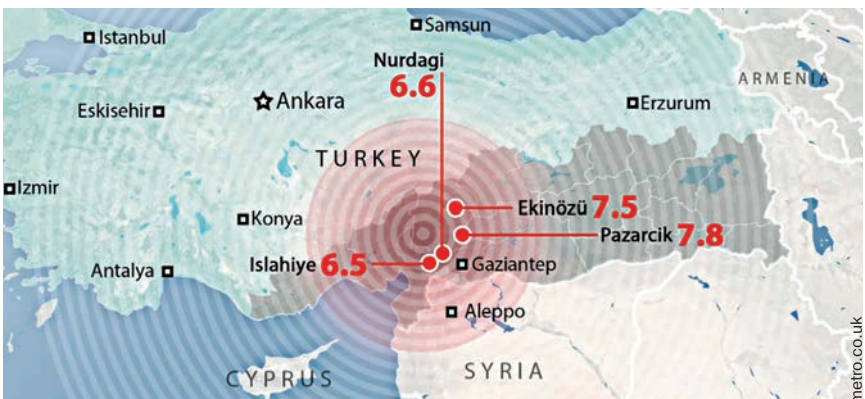 Istanbul
Samsun
Nurdagi
6.6
ARMENIA
Eskisehir
Ankara
Erzurum
TURKEY
Izmir
Ekinözü 7.5
Konya
Pazarcik 7.8
Islahiye 6.5
Gaziantep
Antalya
Aleppo
CYPRUS
SYRIA
metro.co.uk